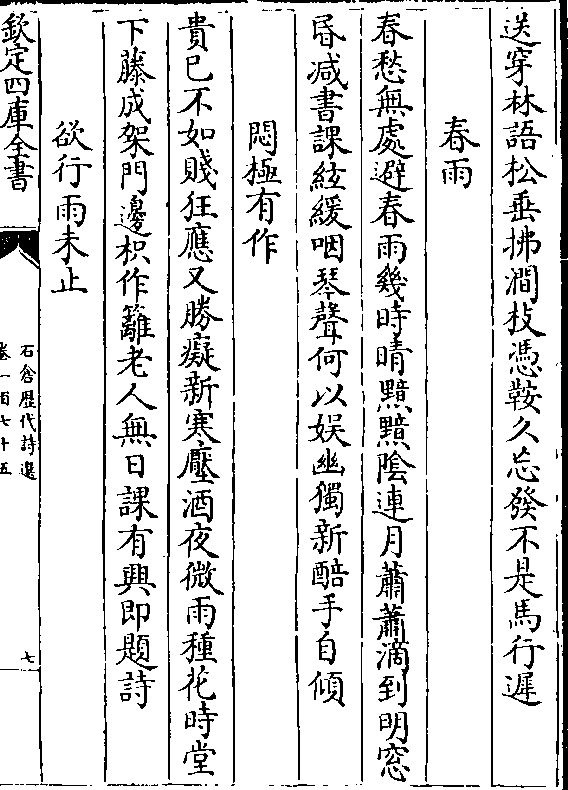 送穿林語松垂拂澗枝憑鞍久忘發不是馬行遲
春雨
春愁無處避春雨幾時晴黯黯陰連月蕭蕭滴到明窓
昏减書課絃緩咽琴聲何以娱幽獨新醅手自傾
悶極有作
貴已不如賤狂應又勝癡新寒壓酒夜微雨種花時堂
下藤成架門邊枳作籬老人無日課有興即題詩
欲行雨未止
欽定四庫全書
石倉歴代詩選
卷一百七十五
七